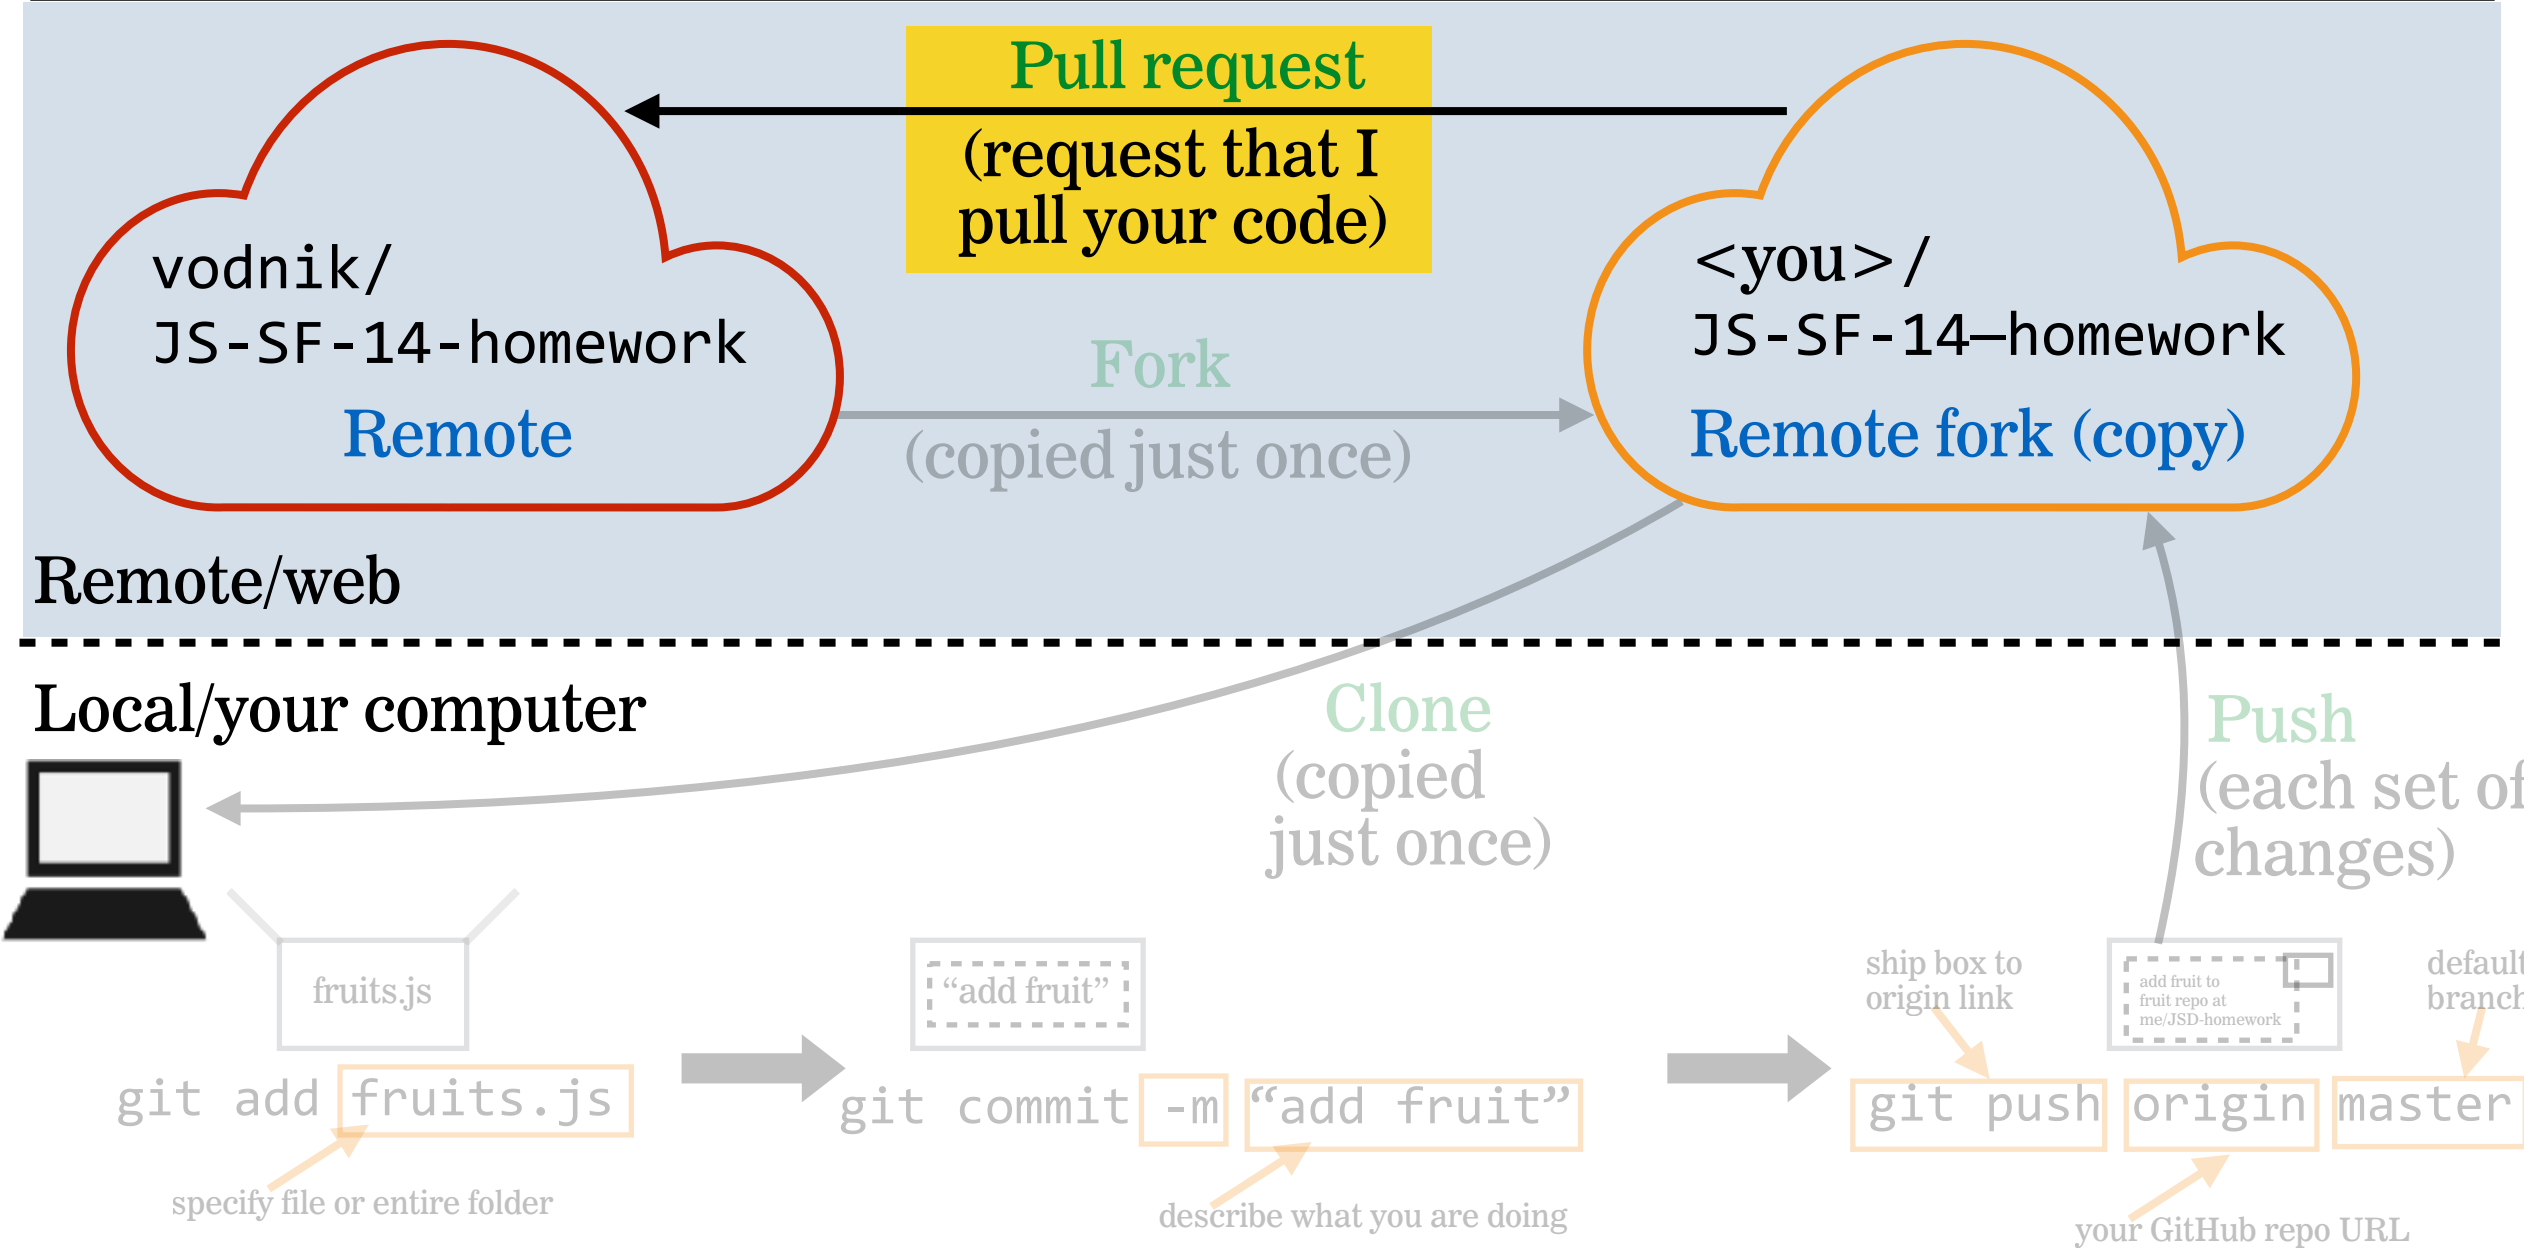 Pull request
(request that I
pull your code)
vodnik/
JS-SF-14-homework
Remote
<you>/
JS-SF-14—homework
Remote fork (copy)
Fork
(copied just once)
Remote/web
Local/your computer
Clone
(copied
just once)
Push
(each set of
changes)
fruits.js
“add fruit”
ship box to
origin link
add fruit to
fruit repo at
me/JSD-homework
default
branch
git add fruits.js
git commit -m “add fruit”
git push origin master
specify file or entire folder
describe what you are doing
your GitHub repo URL